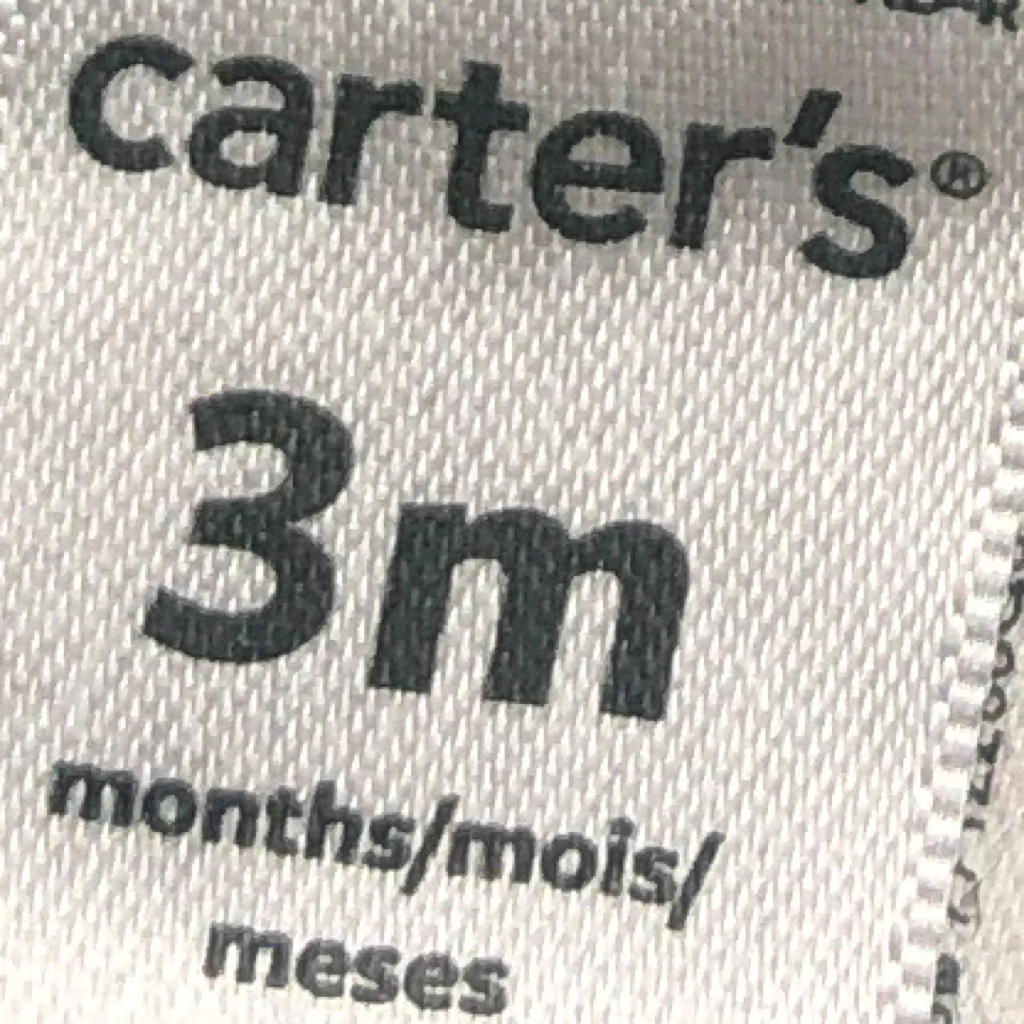 carter's®
3m
months/mois/
meses